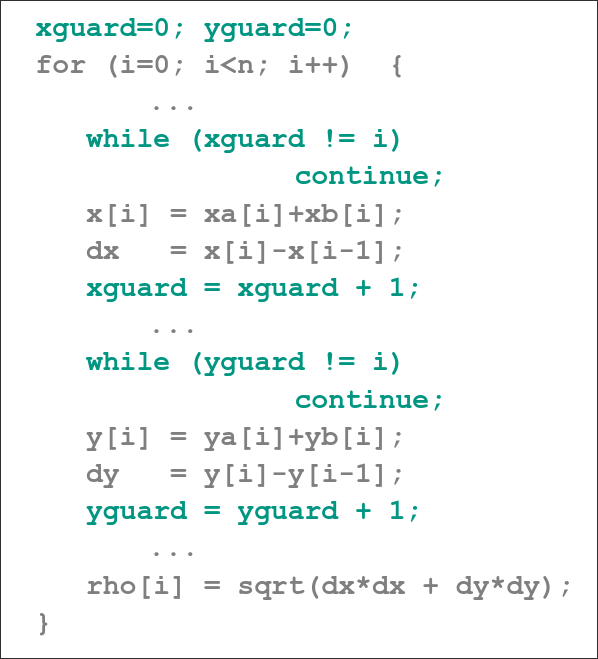 xguard=0; yguard=0;
for (i=0; i<n; i++)  {
...
while (xguard != i)
continue;
x[i] = xa[i]+xb[i];
dx   = x[i]-x[i-1];
xguard = xguard + 1;
...
while (yguard != i)
continue;
y[i] = ya[i]+yb[i];
dy   = y[i]-y[i-1];
yguard = yguard + 1;
...
rho[i] = sqrt(dx*dx + dy*dy);
}